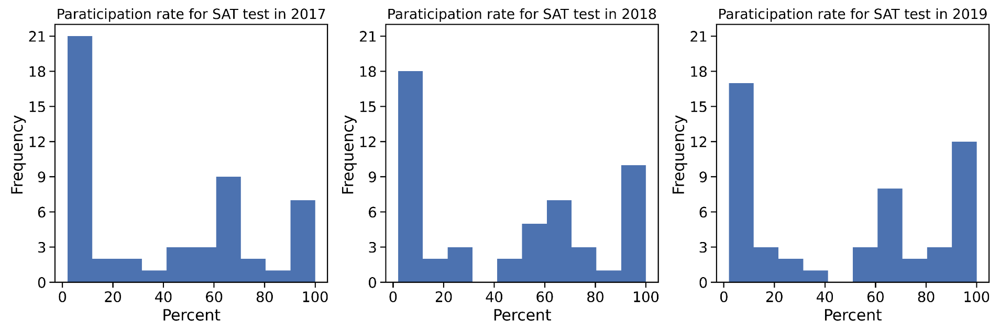 Paraticipation rate for SAT test in 2017
21
18
15
12
9
6
3
0
Frequency
0 20 40 60 80 100
Percent
Paraticipation rate for SAT test in 2018
21
18
15
12
9
6
3
0
Frequency
0 20 40 60 80 100
Percent
Paraticipation rate for SAT test in 2019
21
18
15
12
9
6
3
0
Frequency
0 20 40 60 80 100
Percent